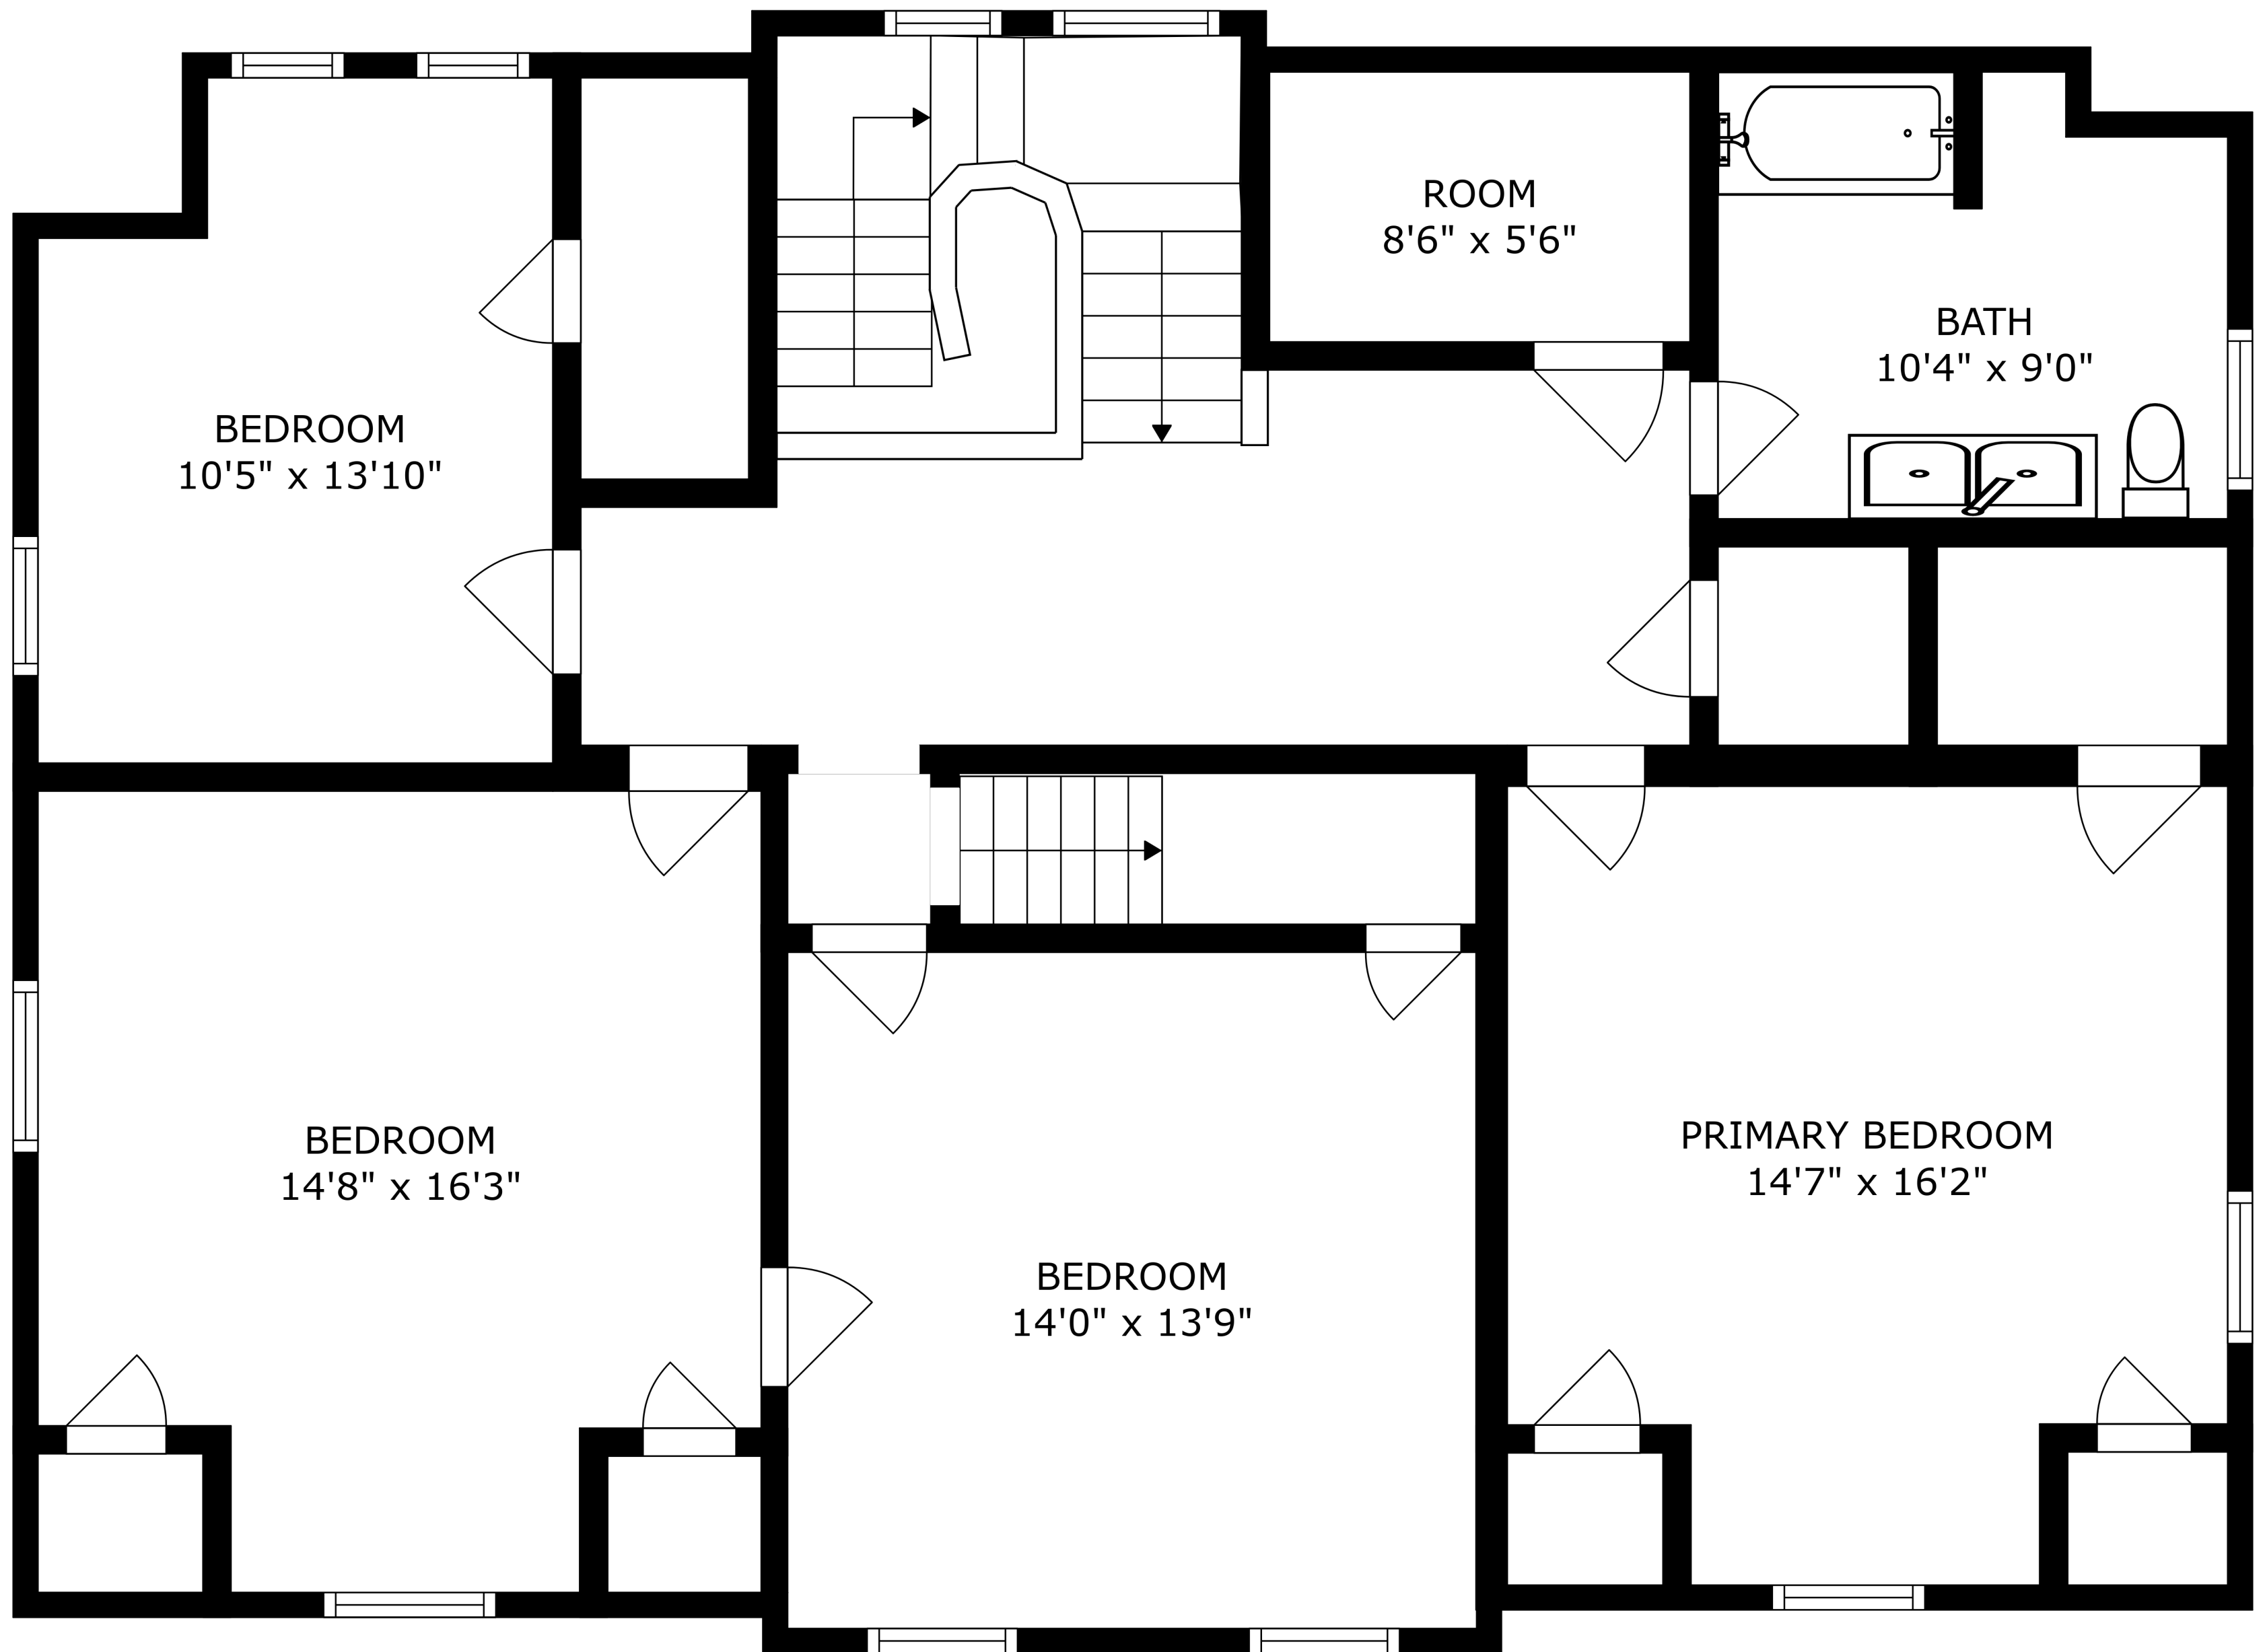 ROOM
8'6" x 5'6"
BATH
10'4" x 9'0"
BEDROOM
10'5" x 13'10"
BEDROOM
14'8" x 16'3"
PRIMARY BEDROOM
14'7" x 16'2"
BEDROOM
14'0" x 13'9"